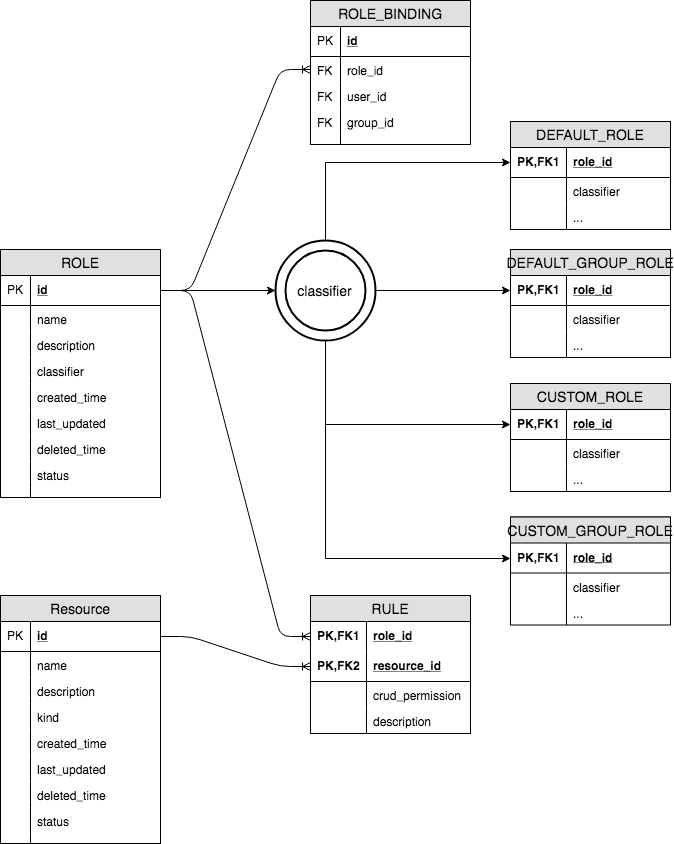 ROLE_BINDING
PK id
FK role_id
FK user_id
FK group_id
DEFAULT_ROLE
PK,FK1 role_id
classifier
...
ROLE
PK id
name
description
classifier
created_time
last_updated
deleted_time
status
classifier
DEFAULT_GROUP_ROLE
PK,FK1 role_id
classifier
...
CUSTOM_ROLE
PK,FK1 role_id
classifier
...
CUSTOM_GROUP_ROLE
PK,FK1 role_id
classifier
...
Resource
PK id
name
description
kind
created_time
last_updated
deleted_time
status
RULE
PK,FK1 role_id
PK,FK2 resource_id
crud_permission
description